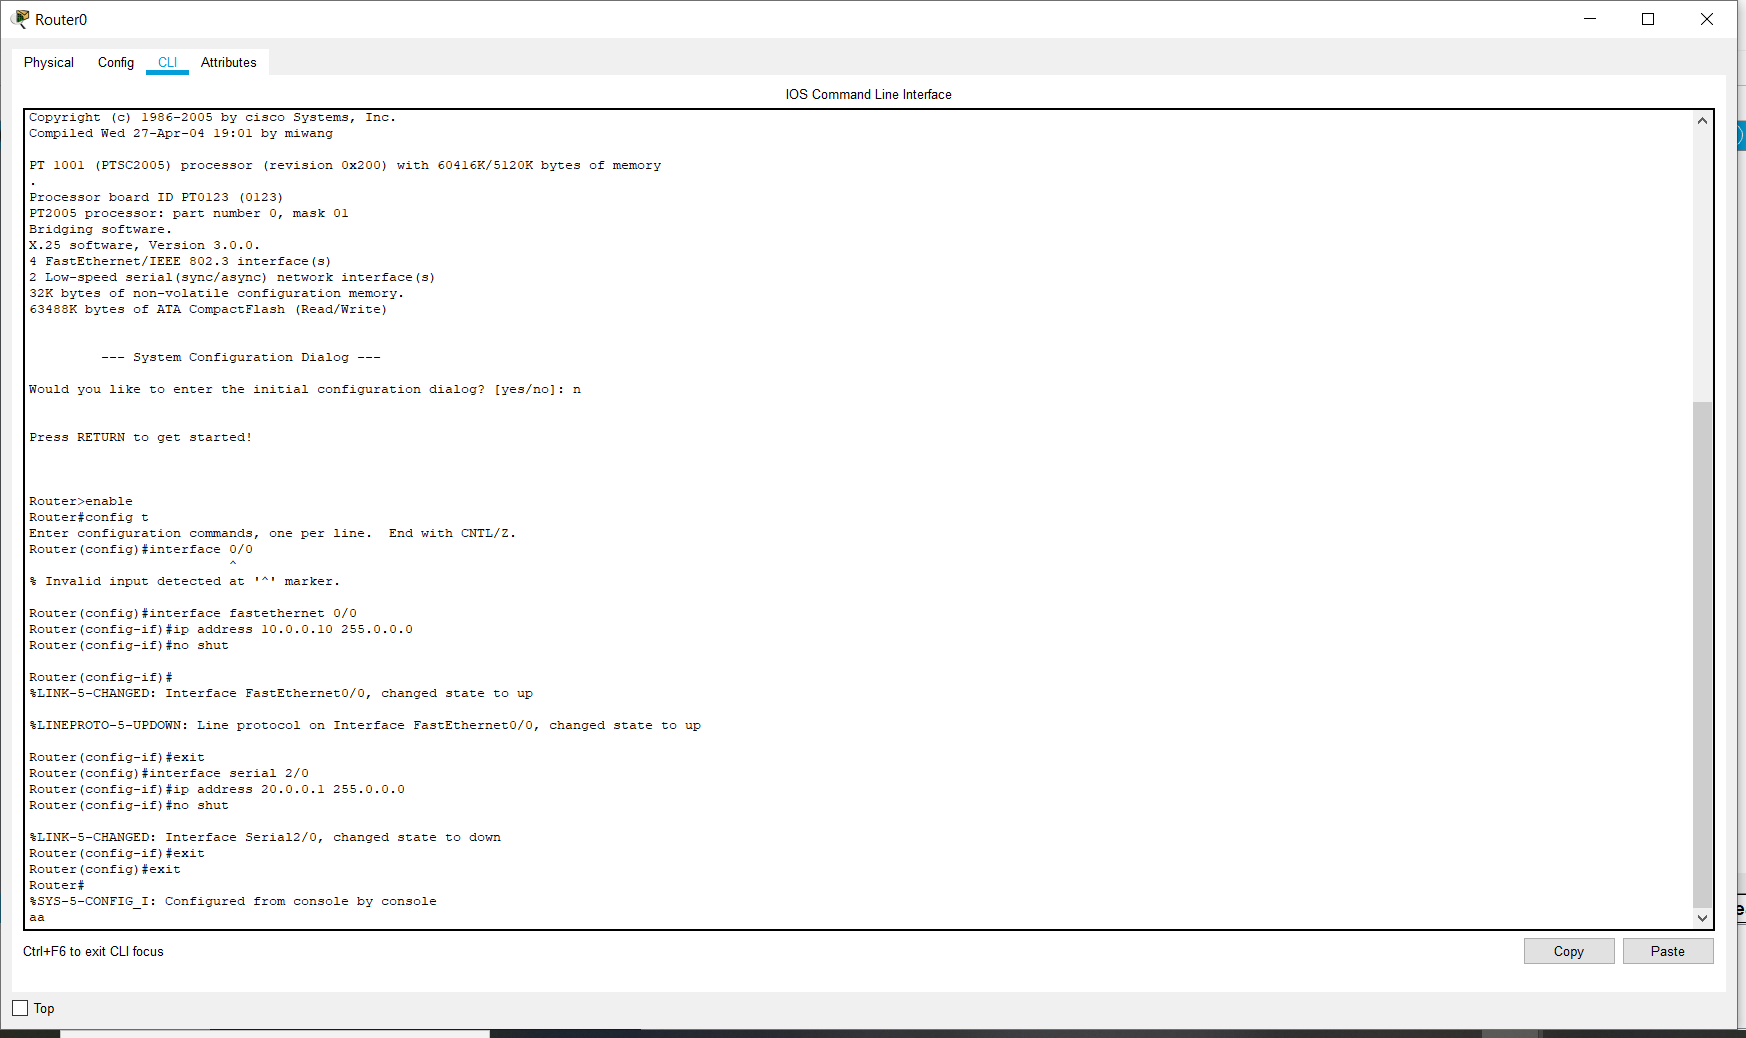 Router0
Physical Config CLI Attributes
IOS Command Line Interface
Copyright (c) 1986-2005 by cisco Systems, Inc.
Compiled Wed 27-Apr-04 19:01 by miwang
PT 1001 (PTSC2005) processor (revision 0x200) with 60416K/5120K bytes of memory
.
Processor board ID PT0123 (0123)
PT2005 processor: part number 0, mask 01
Bridging software.
X.25 software, Version 3.0.0.
4 FastEthernet/IEEE 802.3 interface(s)
2 Low-speed serial(sync/async) network interface(s)
32K bytes of non-volatile configuration memory.
63488K bytes of ATA CompactFlash (Read/Write)
--- System Configuration Dialog ---
Would you like to enter the initial configuration dialog? [yes/no]: n
Press RETURN to get started!
Router>enable
Router#config t
Enter configuration commands, one per line.  End with CNTL/Z.
Router(config)#interface 0/0
^
% Invalid input detected at '^' marker.
Router(config)#interface fastethernet 0/0
Router(config-if)#ip address 10.0.0.10 255.0.0.0
Router(config-if)#no shut
Router(config-if)#
%LINK-5-CHANGED: Interface FastEthernet0/0, changed state to up
%LINEPROTO-5-UPDOWN: Line protocol on Interface FastEthernet0/0, changed state to up
Router(config-if)#exit
Router(config)#interface serial 2/0
Router(config-if)#ip address 20.0.0.1 255.0.0.0
Router(config-if)#no shut
%LINK-5-CHANGED: Interface Serial2/0, changed state to down
Router(config-if)#exit
Router(config)#exit
Router#
%SYS-5-CONFIG_I: Configured from console by console
aa
Ctrl+F6 to exit CLI focus
Copy Paste
Top